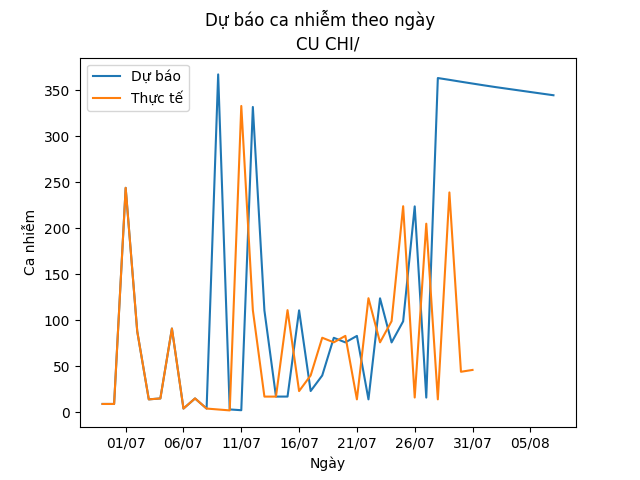 Dự báo ca nhiễm theo ngày
CU CHI/
Dự báo
Thực tế
350
300
250
200
150
100
50
0
Ca nhiễm
01/07 06/07 11/07 16/07 21/07 26/07 31/07 05/08
Ngày